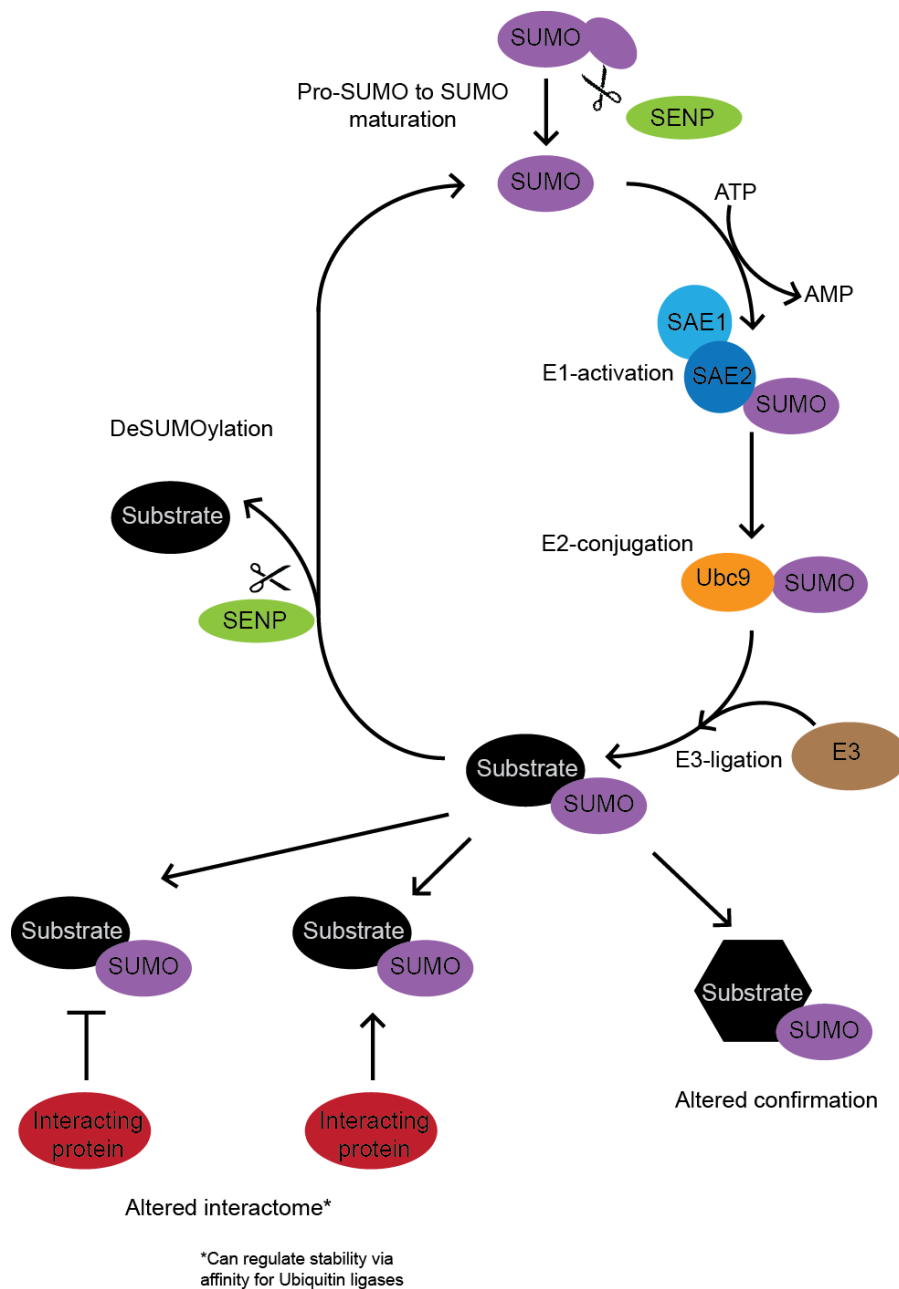 SUMO
Pro-SUMO to SUMO
maturation
SENP
SUMO
ATP
AMP
SAE1
E1-activation
SAE2
SUMO
DeSUMOylation
Substrate
E2-conjugation
Ubc9
SUMO
SENP
E3-ligation
E3
Substrate
SUMO
Substrate
SUMO
Substrate
SUMO
Substrate
SUMO
Interacting
protein
Interacting
protein
Altered confirmation
Altered interactome*
*Can regulate stability via
affinity for Ubiquitin ligases